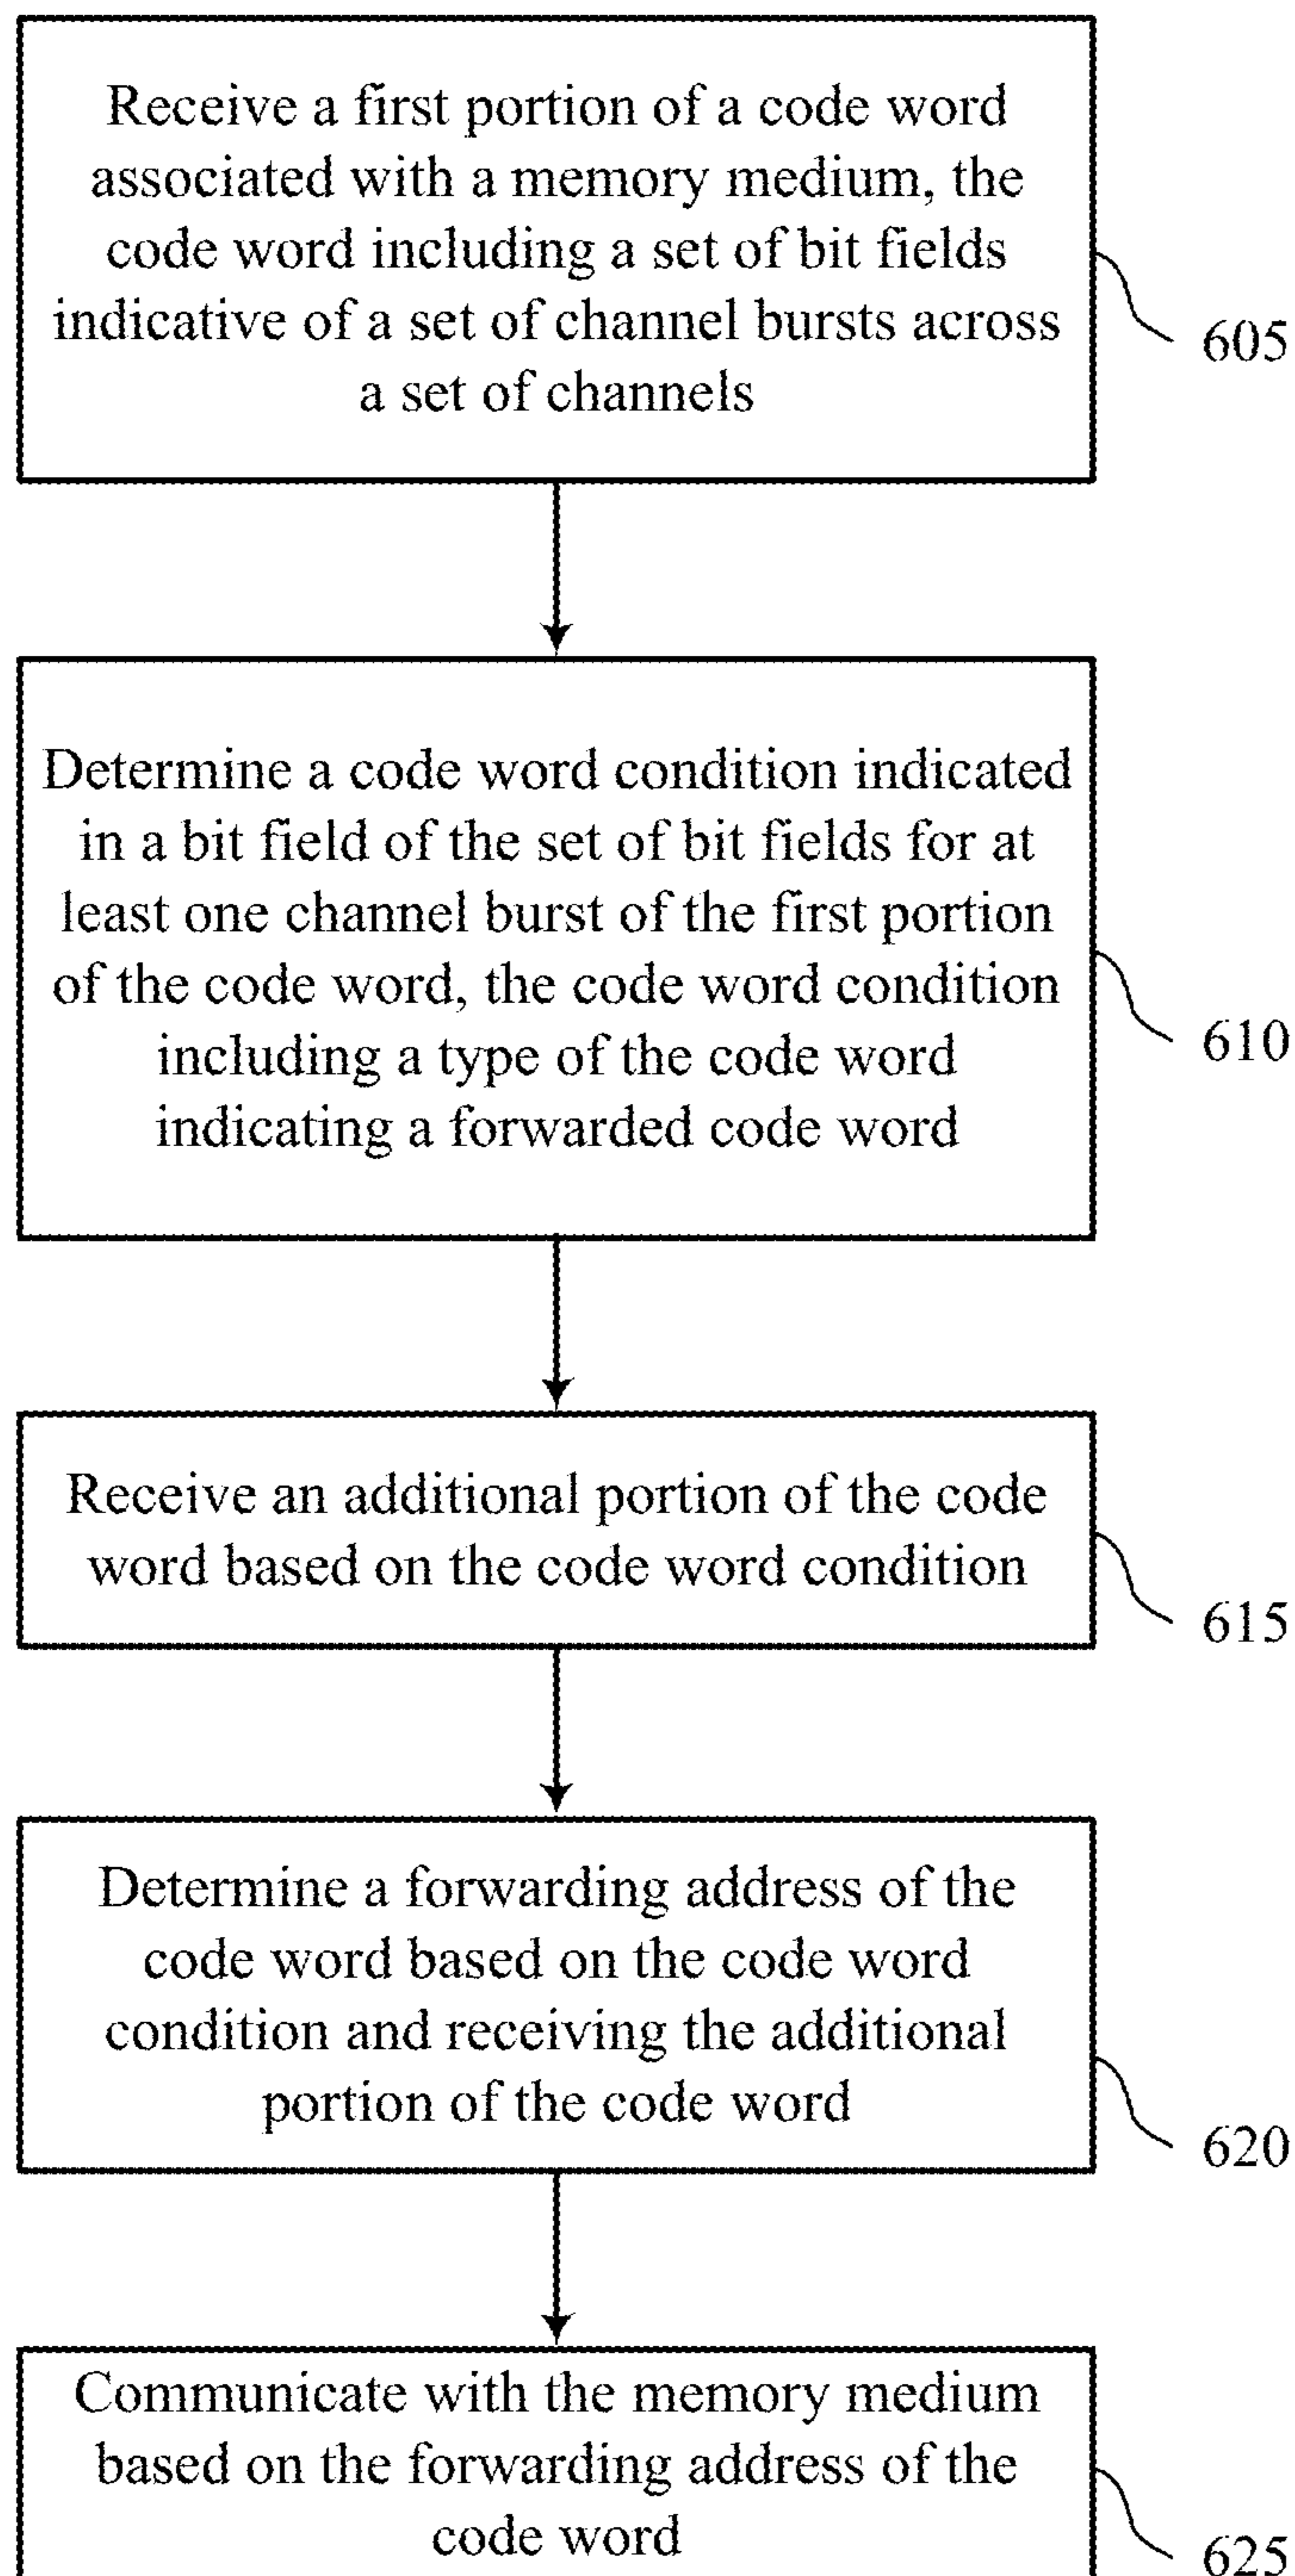 Receive a first portion of a code word
associated with a memory medium, the
code word including a set of bit fields
indicative of a set of channel bursts across
a set of channels
605
Determine a code word condition indicated
in a bit field of the set of bit fields for at
least one channel burst of the first portion
of the code word, the code word condition
including a type of the code word
indicating a forwarded code word
610
Receive an additional portion of the code
word based on the code word condition
615
Determine a forwarding address of the
code word based on the code word
condition and receiving the additional
portion of the code word
620
Communicate with the memory medium
based on the forwarding address of the
code word
625